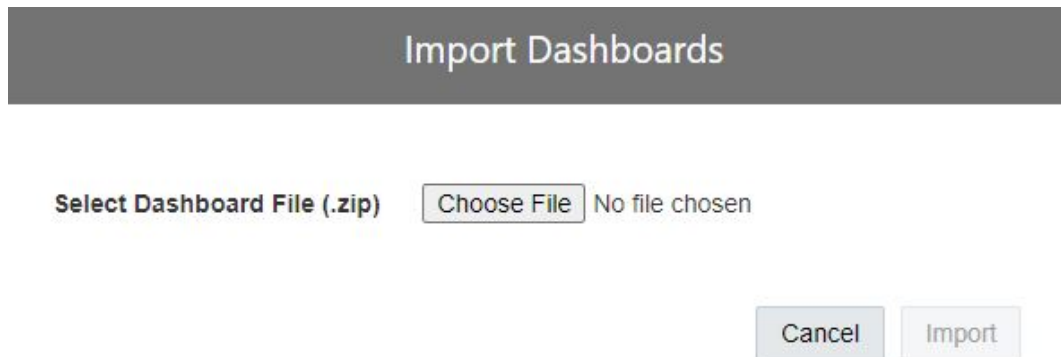 Import Dashboards
Select Dashboard File (.zip) Choose File No file chosen
Cancel Import